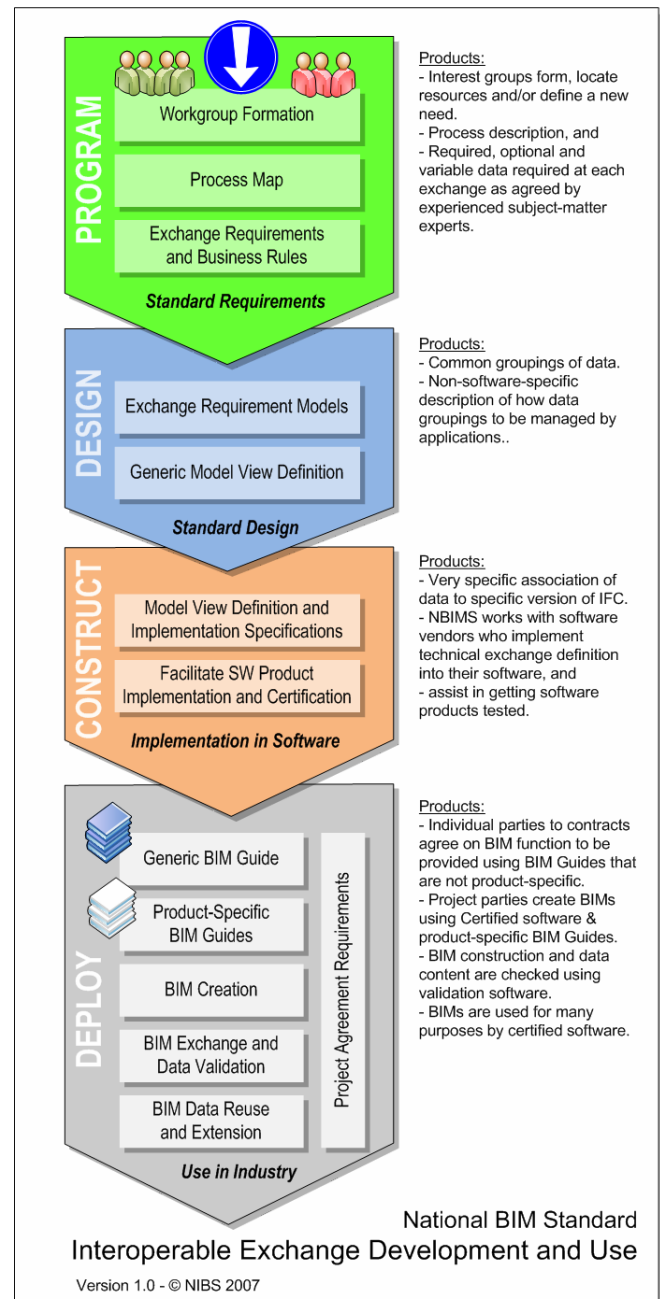 PROGRAM
Workgroup Formation
Process Map
Exchange Requirements
and Business Rules
Standard Requirements
Products:
- Interest groups form, locate
resources and/or define a new
need.
- Process description, and
- Required, optional and
variable data required at each
exchange as agreed by
experienced subject-matter
experts.
DESIGN
Exchange Requirement Models
Generic Model View Definition
Standard Design
Products:
- Common groupings of data.
- Non-software-specific
description of how data
groupings to be managed by
applications..
CONSTRUCT
Model View Definition and
Implementation Specifications
Facilitate SW Product
Implementation and Certification
Implementation in Software
Products:
- Very specific association of
data to specific version of IFC.
- NBIMS works with software
vendors who implement
technical exchange definition
into their software, and
- assist in getting software
products tested.
DEPLOY
Generic BIM Guide
Product-Specific
BIM Guides
BIM Creation
BIM Exchange and
Data Validation
BIM Data Reuse
and Extension
Project Agreement Requirements
Use in Industry
Products:
- Individual parties to contracts
agree on BIM function to be
provided using BIM Guides that
are not product-specific.
- Project parties create BIMs
using Certified software &
product-specific BIM Guides.
- BIM construction and data
content are checked using
validation software.
- BIMs are used for many
purposes by certified software.
National BIM Standard
Interoperable Exchange Development and Use
Version 1.0 - © NIBS 2007